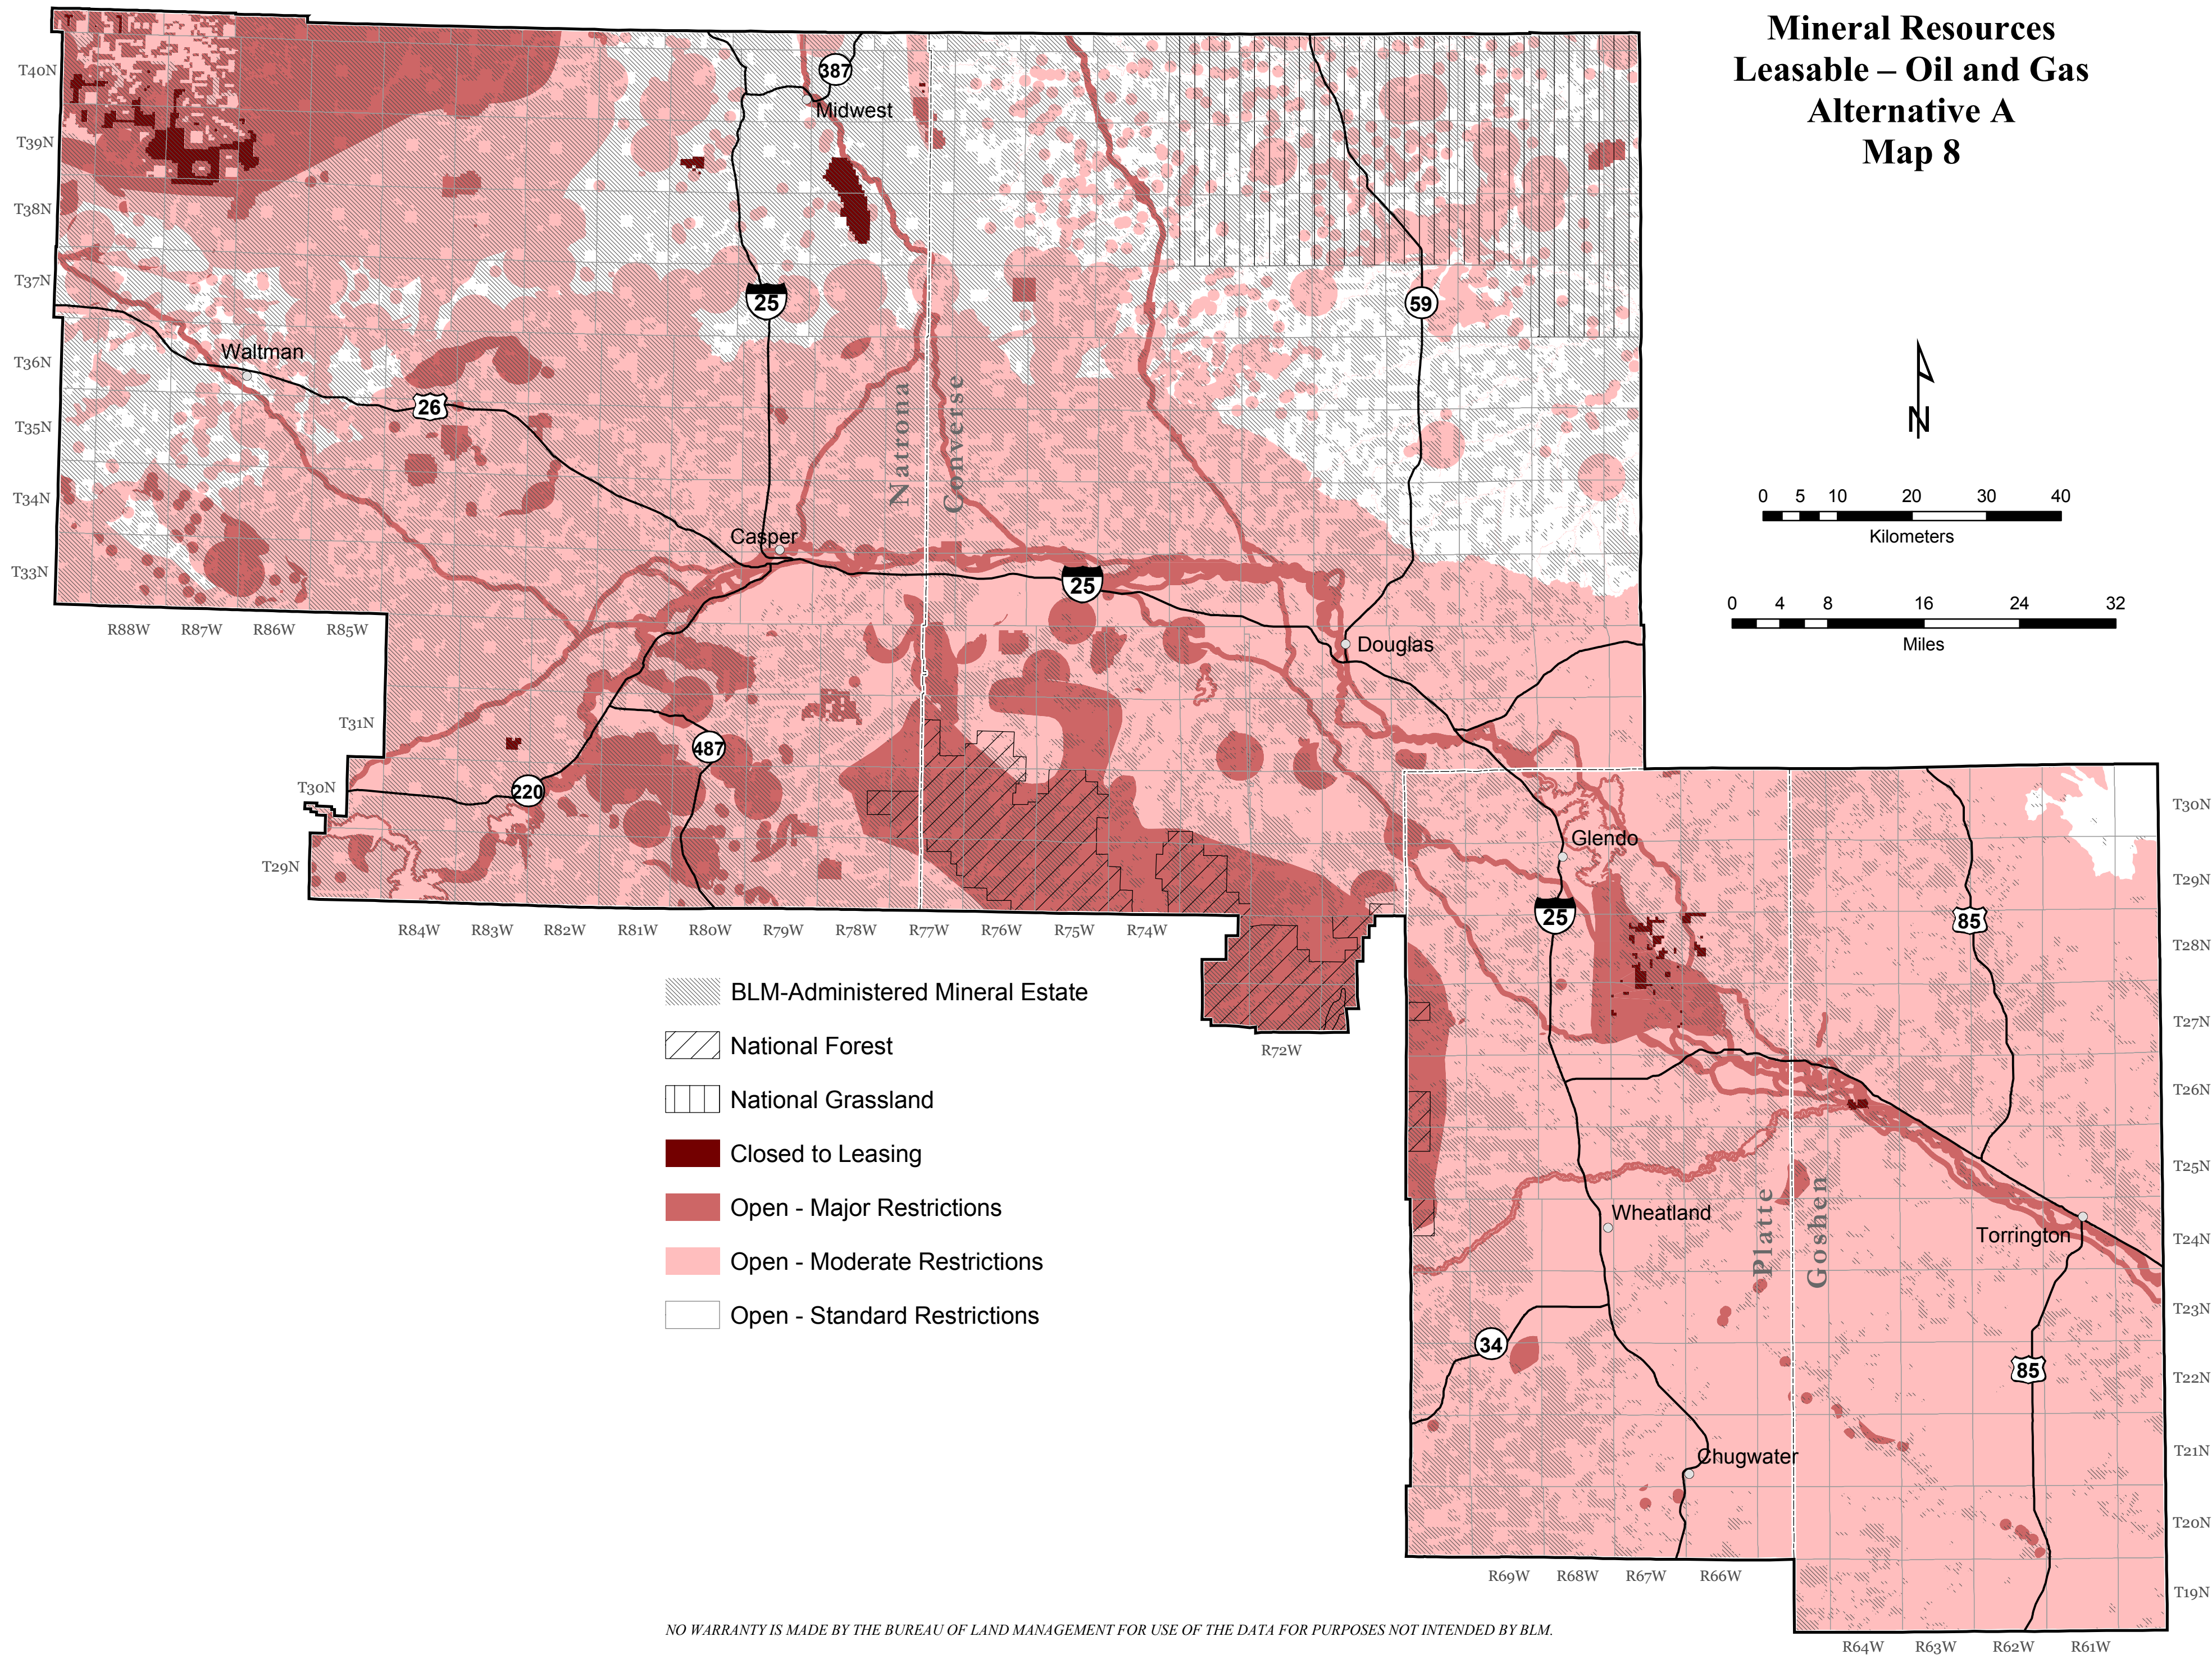 Mineral Resources
Leasable – Oil and Gas
Alternative A
Map 8
T40N
T39N
T38N
T37N
T36N
T35N
T34N
T33N
T31N
T30N
T29N
387
Midwest
25
59
Waltman
26
Natrona
Converse
Casper
25
Douglas
487
220
R88W R87W R86W R85W
0 5 10 20 30 40
Kilometers
0 4 8 16 24 32
Miles
N
Glendo
25
85
R84W R83W R82W R81W R80W R79W R78W R77W R76W R75W R74W
R72W
T30N
T29N
T28N
T27N
T26N
T25N
T24N
T23N
T22N
T21N
T20N
T19N
BLM-Administered Mineral Estate
National Forest
National Grassland
Closed to Leasing
Open - Major Restrictions
Open - Moderate Restrictions
Open - Standard Restrictions
Wheatland
Platte
Goshen
Torrington
34
85
Chugwater
R69W R68W R67W R66W
R64W R63W R62W R61W
NO WARRANTY IS MADE BY THE BUREAU OF LAND MANAGEMENT FOR USE OF THE DATA FOR PURPOSES NOT INTENDED BY BLM.